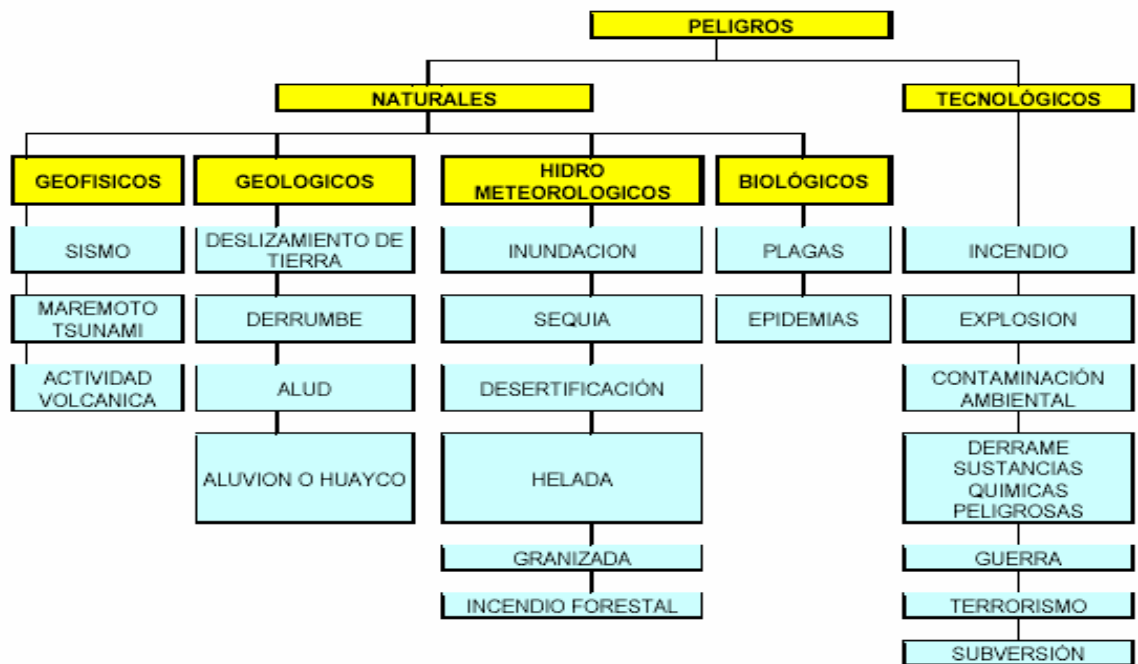 PELIGROS
NATURALES
TECNOLÓGICOS
GEOFISICOS
GEOLOGICOS
HIDRO
METEOROLOGICOS
BIOLÓGICOS
SISMO
DESLIZAMIENTO DE
TIERRA
INUNDACION
PLAGAS
INCENDIO
MAREMOTO
TSUNAMI
DERRUMBE
SEQUIA
EPIDEMIAS
EXPLOSION
ACTIVIDAD
VOLCANICA
ALUD
DESERTIFICACIÓN
CONTAMINACIÓN
AMBIENTAL
ALUVION O HUAYCO
HELADA
DERRAME
SUSTANCIAS
QUIMICAS
PELIGROSAS
GRANIZADA
GUERRA
INCENDIO FORESTAL
TERRORISMO
SUBVERSIÓN